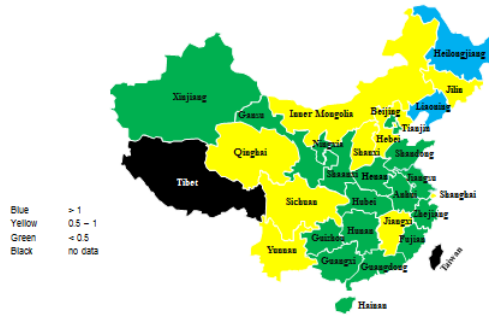 Heilongjiang
Jilin
Liaoning
Xinjiang
Gansu
Inner Mongolia
Beijing
Tianjin
Hebei
Ningxia
Shanxi
Shandong
Qinghai
Shaanxi
Henan
Jiangsu
Tibet
Anhui
Shanghai
Sichuan
Hubei
Zhejiang
Jiangxi
Hunan
Guizhou
Fujian
Yunnan
Guangxi
Guangdong
Taiwan
Hainan
Blue > 1
Yellow 0.5 – 1
Green < 0.5
Black no data